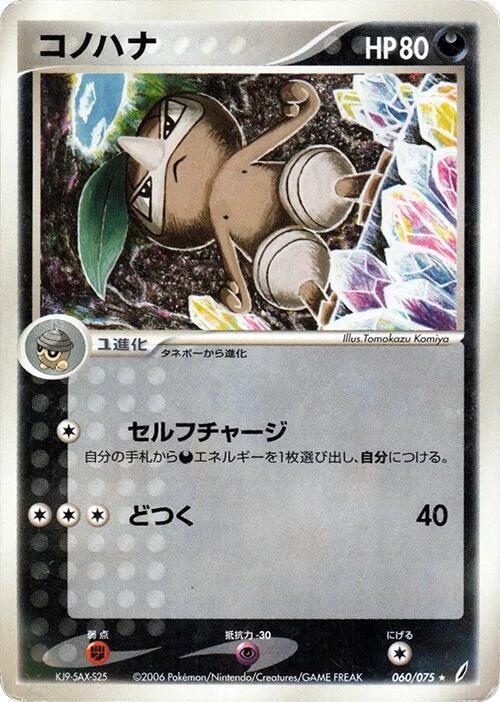 コノハナ HP80
Illus.Tomokazu Komiya
1進化
タネボーから進化
セルフチャージ
自分の手札からエネルギーを1枚選び出し、自分につける。
どつく 40
弱点 抵抗力 -30 にげる
KJ9-5AX-S25 ©2006 Pokémon/Nintendo/Creatures/GAME FREAK 060/075 ★